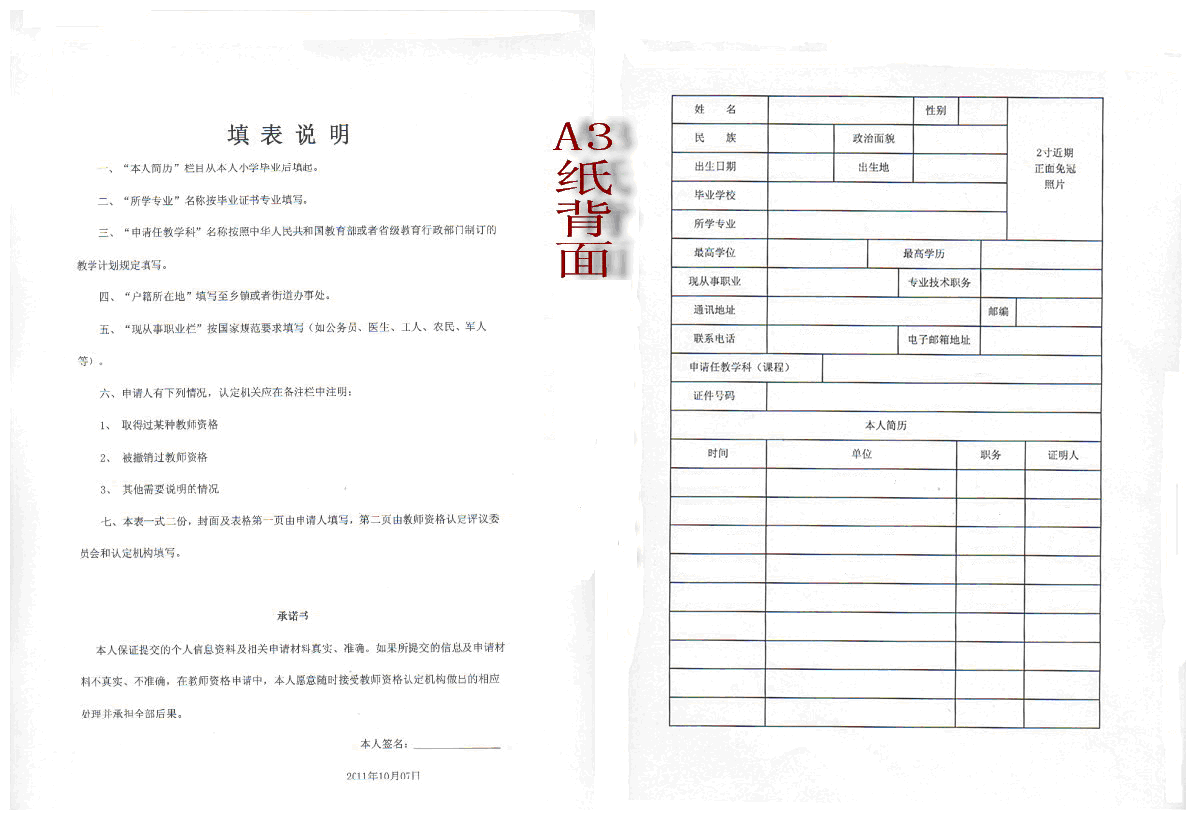 填表说明
一、“本人简历”栏目从本人小学毕业后填起。
二、“所学专业”名称按毕业证书专业填写。
三、“申请任教学科”名称按照中华人民共和国教育部或者省级教育行政部门制订的
教学计划规定填写。
四、“户籍所在地”填写至乡镇或者街道办事处。
五、“现从事职业栏”按国家规范要求填写（如公务员、医生、工人、农民、军人
等）。
六、申请人有下列情况，认定机关应在备注栏中注明：
1、 取得过某种教师资格
2、 被撤销过教师资格
3、 其他需要说明的情况
七、本表一式二份，封面及表格第一页由申请人填写，第二页由教师资格认定评议委
员会和认定机构填写。
承诺书
本人保证提交的个人信息资料及相关申请材料真实、准确。如果所提交的信息及申请材
料不真实、不准确，在教师资格申请中，本人愿意随时接受教师资格认定机构做出的相应
处理并承担全部后果。
本人签名：
2011年10月07日
A3
纸
背
面
姓 名 性别
民 族 政治面貌
出生日期 出生地
2寸近期
正面免冠
照片
毕业学校
所学专业
最高学位 最高学历
现从事职业 专业技术职务
通讯地址 邮编
联系电话 电子邮箱地址
申请任教学科（课程）
证件号码
本人简历
时间 单位 职务 证明人